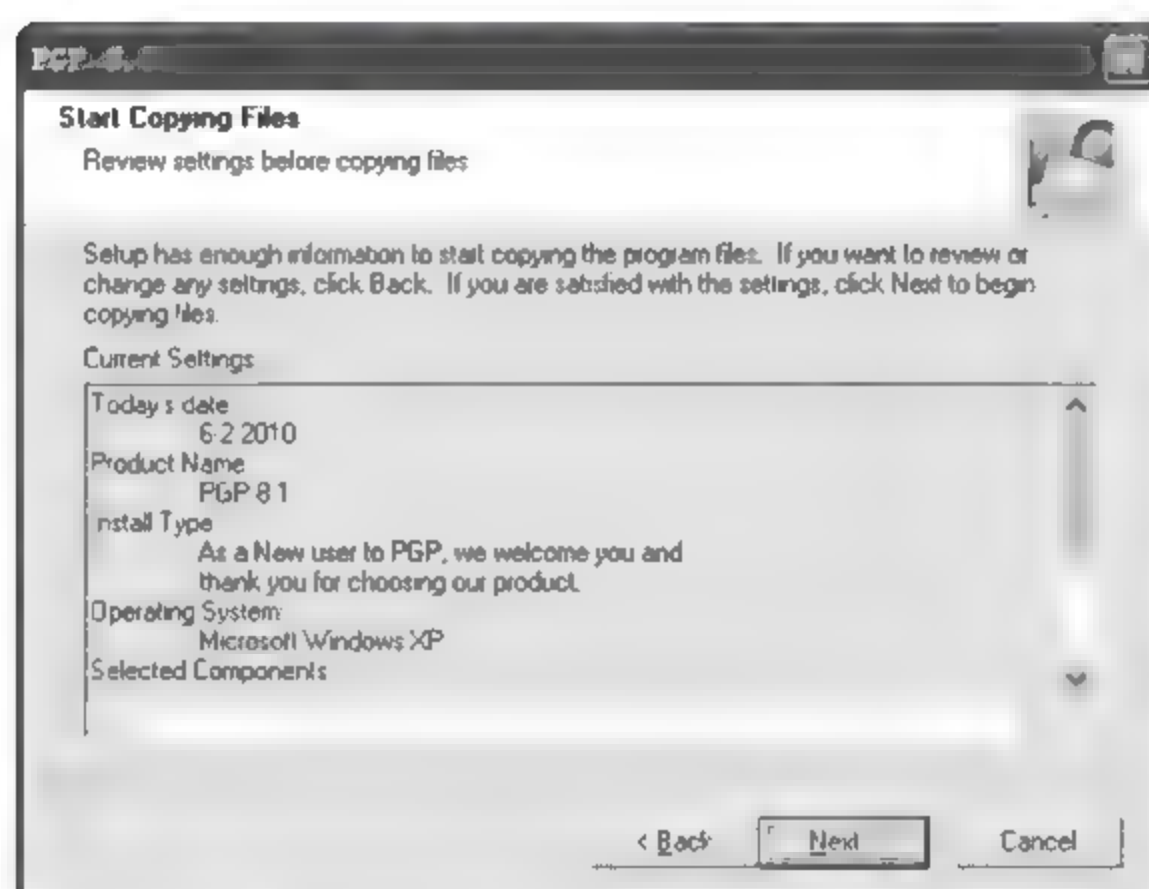 Start Copying Files
Review settings before copying files
Setup has enough information to start copying the program files. If you want to review or
change any settings, click Back. If you are satisfied with the settings, click Next to begin
copying files.
Current Settings
Today s date
6-2 2010
Product Name
PGP 8 1
nstall Type
As a New user to PGP, we welcome you and
thank you for choosing our product.
Operating System:
Microsoft Windows XP
Selected Components
< Back Next Cancel